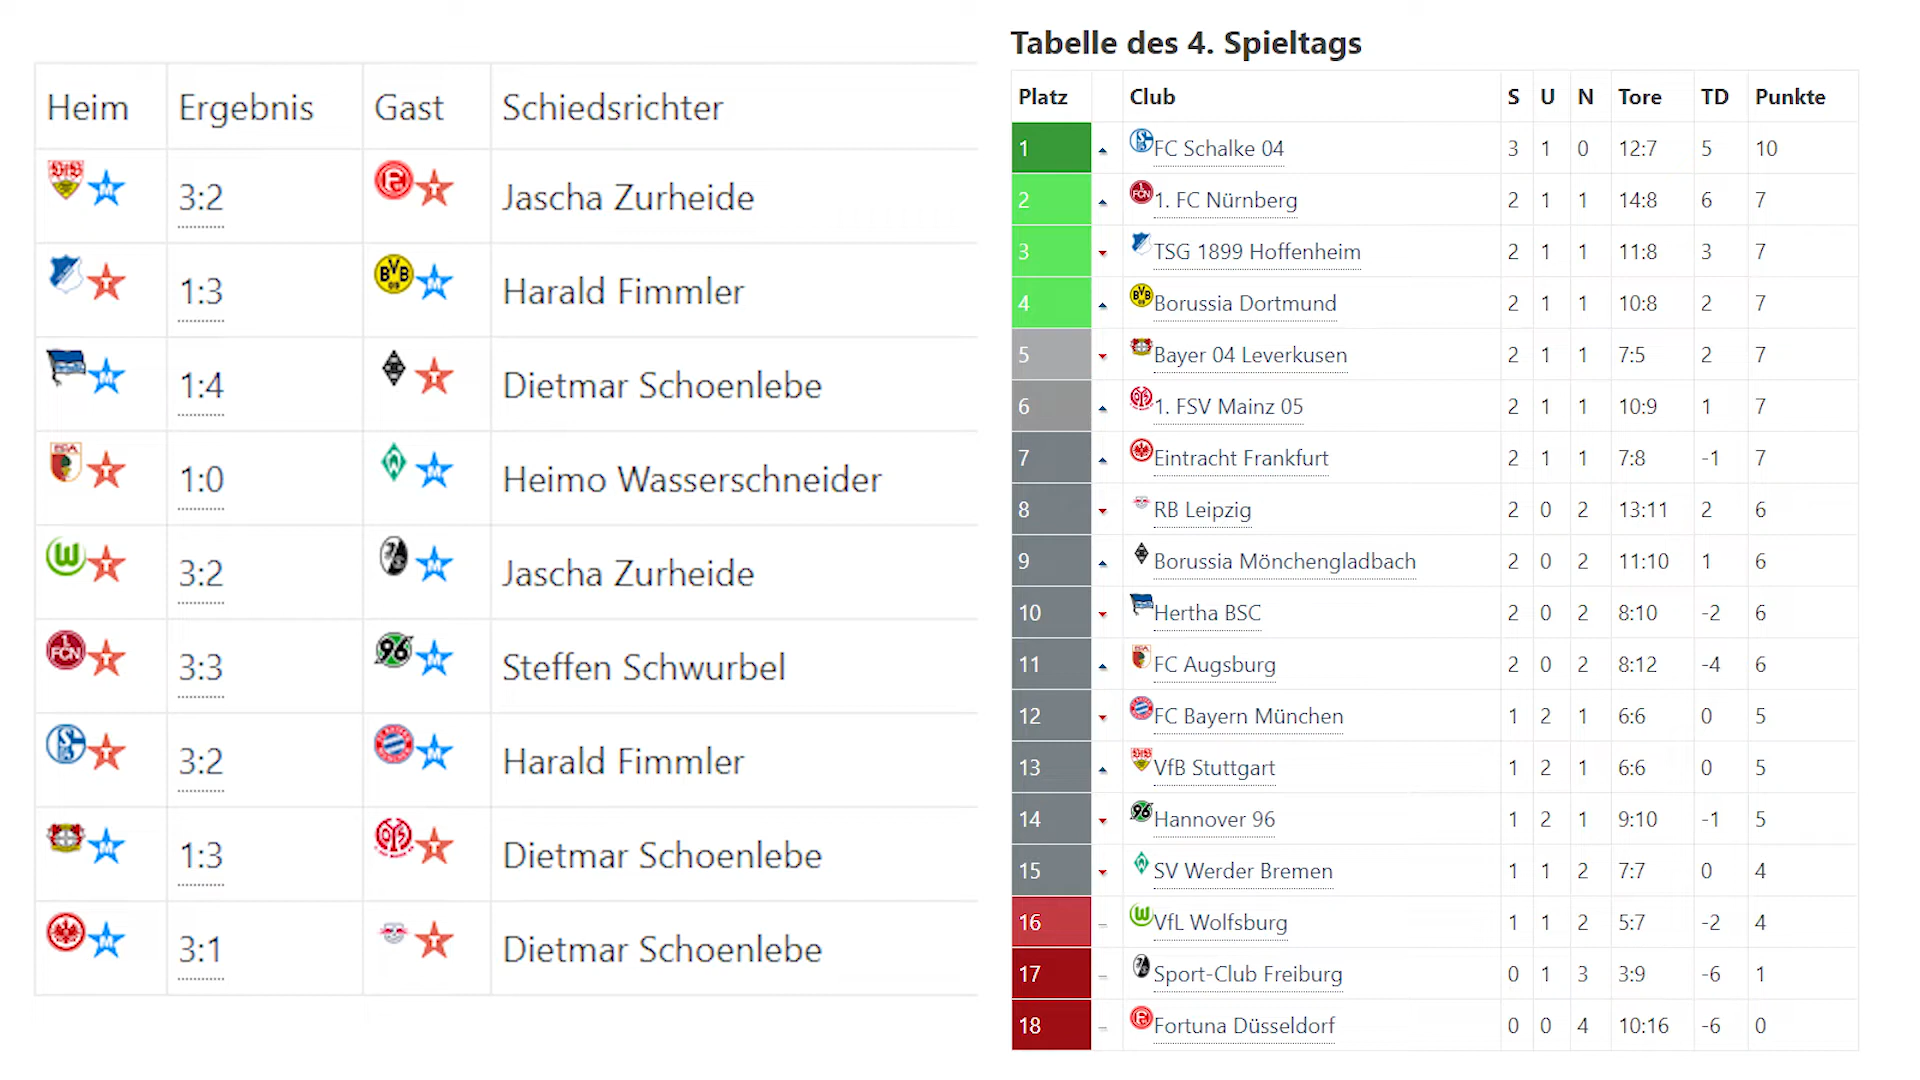 Heim Ergebnis Gast Schiedsrichter
M 3:2 T Jascha Zurheide
T 1:3 M Harald Fimmler
M 1:4 T Dietmar Schoenlebe
T 1:0 M Heimo Wasserschneider
T 3:2 M Jascha Zurheide
T 3:3 M Steffen Schwurbel
T 3:2 M Harald Fimmler
M 1:3 T Dietmar Schoenlebe
M 3:1 T Dietmar Schoenlebe
Tabelle des 4. Spieltags
Platz Club S U N Tore TD Punkte
1 FC Schalke 04 3 1 0 12:7 5 10
2 1. FC Nürnberg 2 1 1 14:8 6 7
3 TSG 1899 Hoffenheim 2 1 1 11:8 3 7
4 Borussia Dortmund 2 1 1 10:8 2 7
5 Bayer 04 Leverkusen 2 1 1 7:5 2 7
6 1. FSV Mainz 05 2 1 1 10:9 1 7
7 Eintracht Frankfurt 2 1 1 7:8 -1 7
8 RB Leipzig 2 0 2 13:11 2 6
9 Borussia Mönchengladbach 2 0 2 11:10 1 6
10 Hertha BSC 2 0 2 8:10 -2 6
11 FC Augsburg 2 0 2 8:12 -4 6
12 FC Bayern München 1 2 1 6:6 0 5
13 VfB Stuttgart 1 2 1 6:6 0 5
14 Hannover 96 1 2 1 9:10 -1 5
15 SV Werder Bremen 1 1 2 7:7 0 4
16 VfL Wolfsburg 1 1 2 5:7 -2 4
17 Sport-Club Freiburg 0 1 3 3:9 -6 1
18 Fortuna Düsseldorf 0 0 4 10:16 -6 0